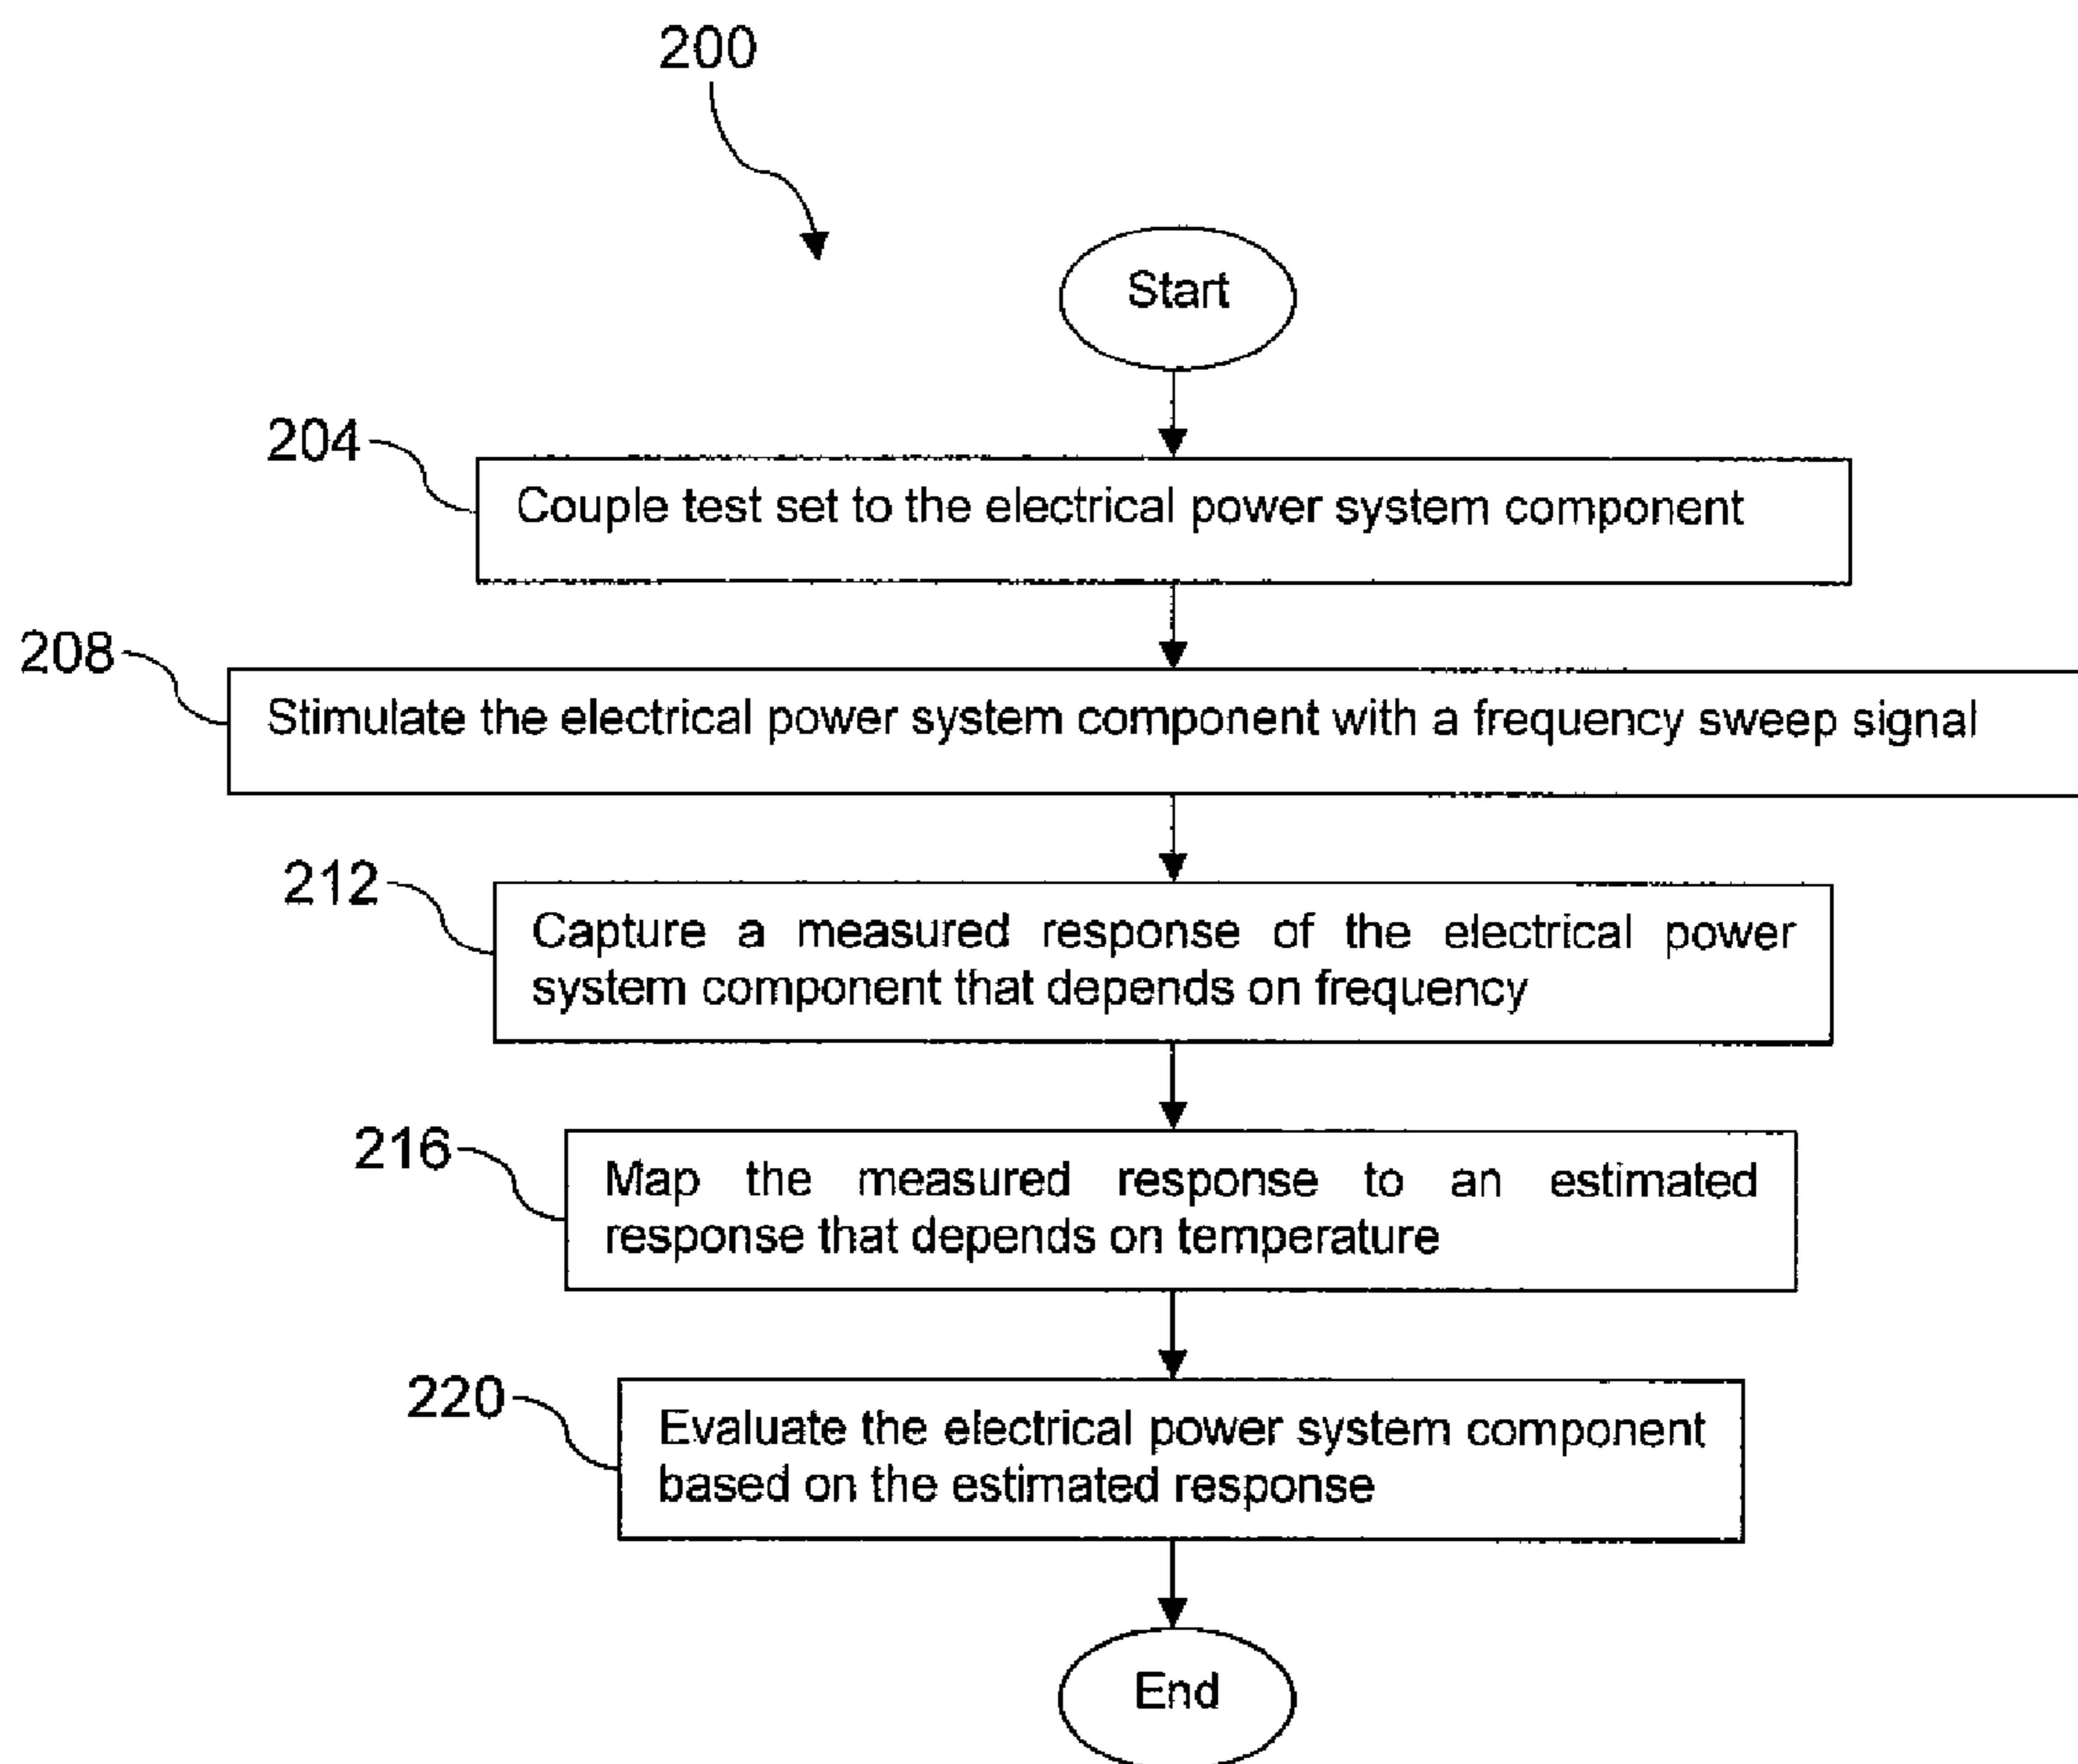 200
Start
204
Couple test set to the electrical power system component
208
Stimulate the electrical power system component with a frequency sweep signal
212
Capture a measured response of the electrical power
system component that depends on frequency
216
Map the measured response to an estimated
response that depends on temperature
220
Evaluate the electrical power system component
based on the estimated response
End